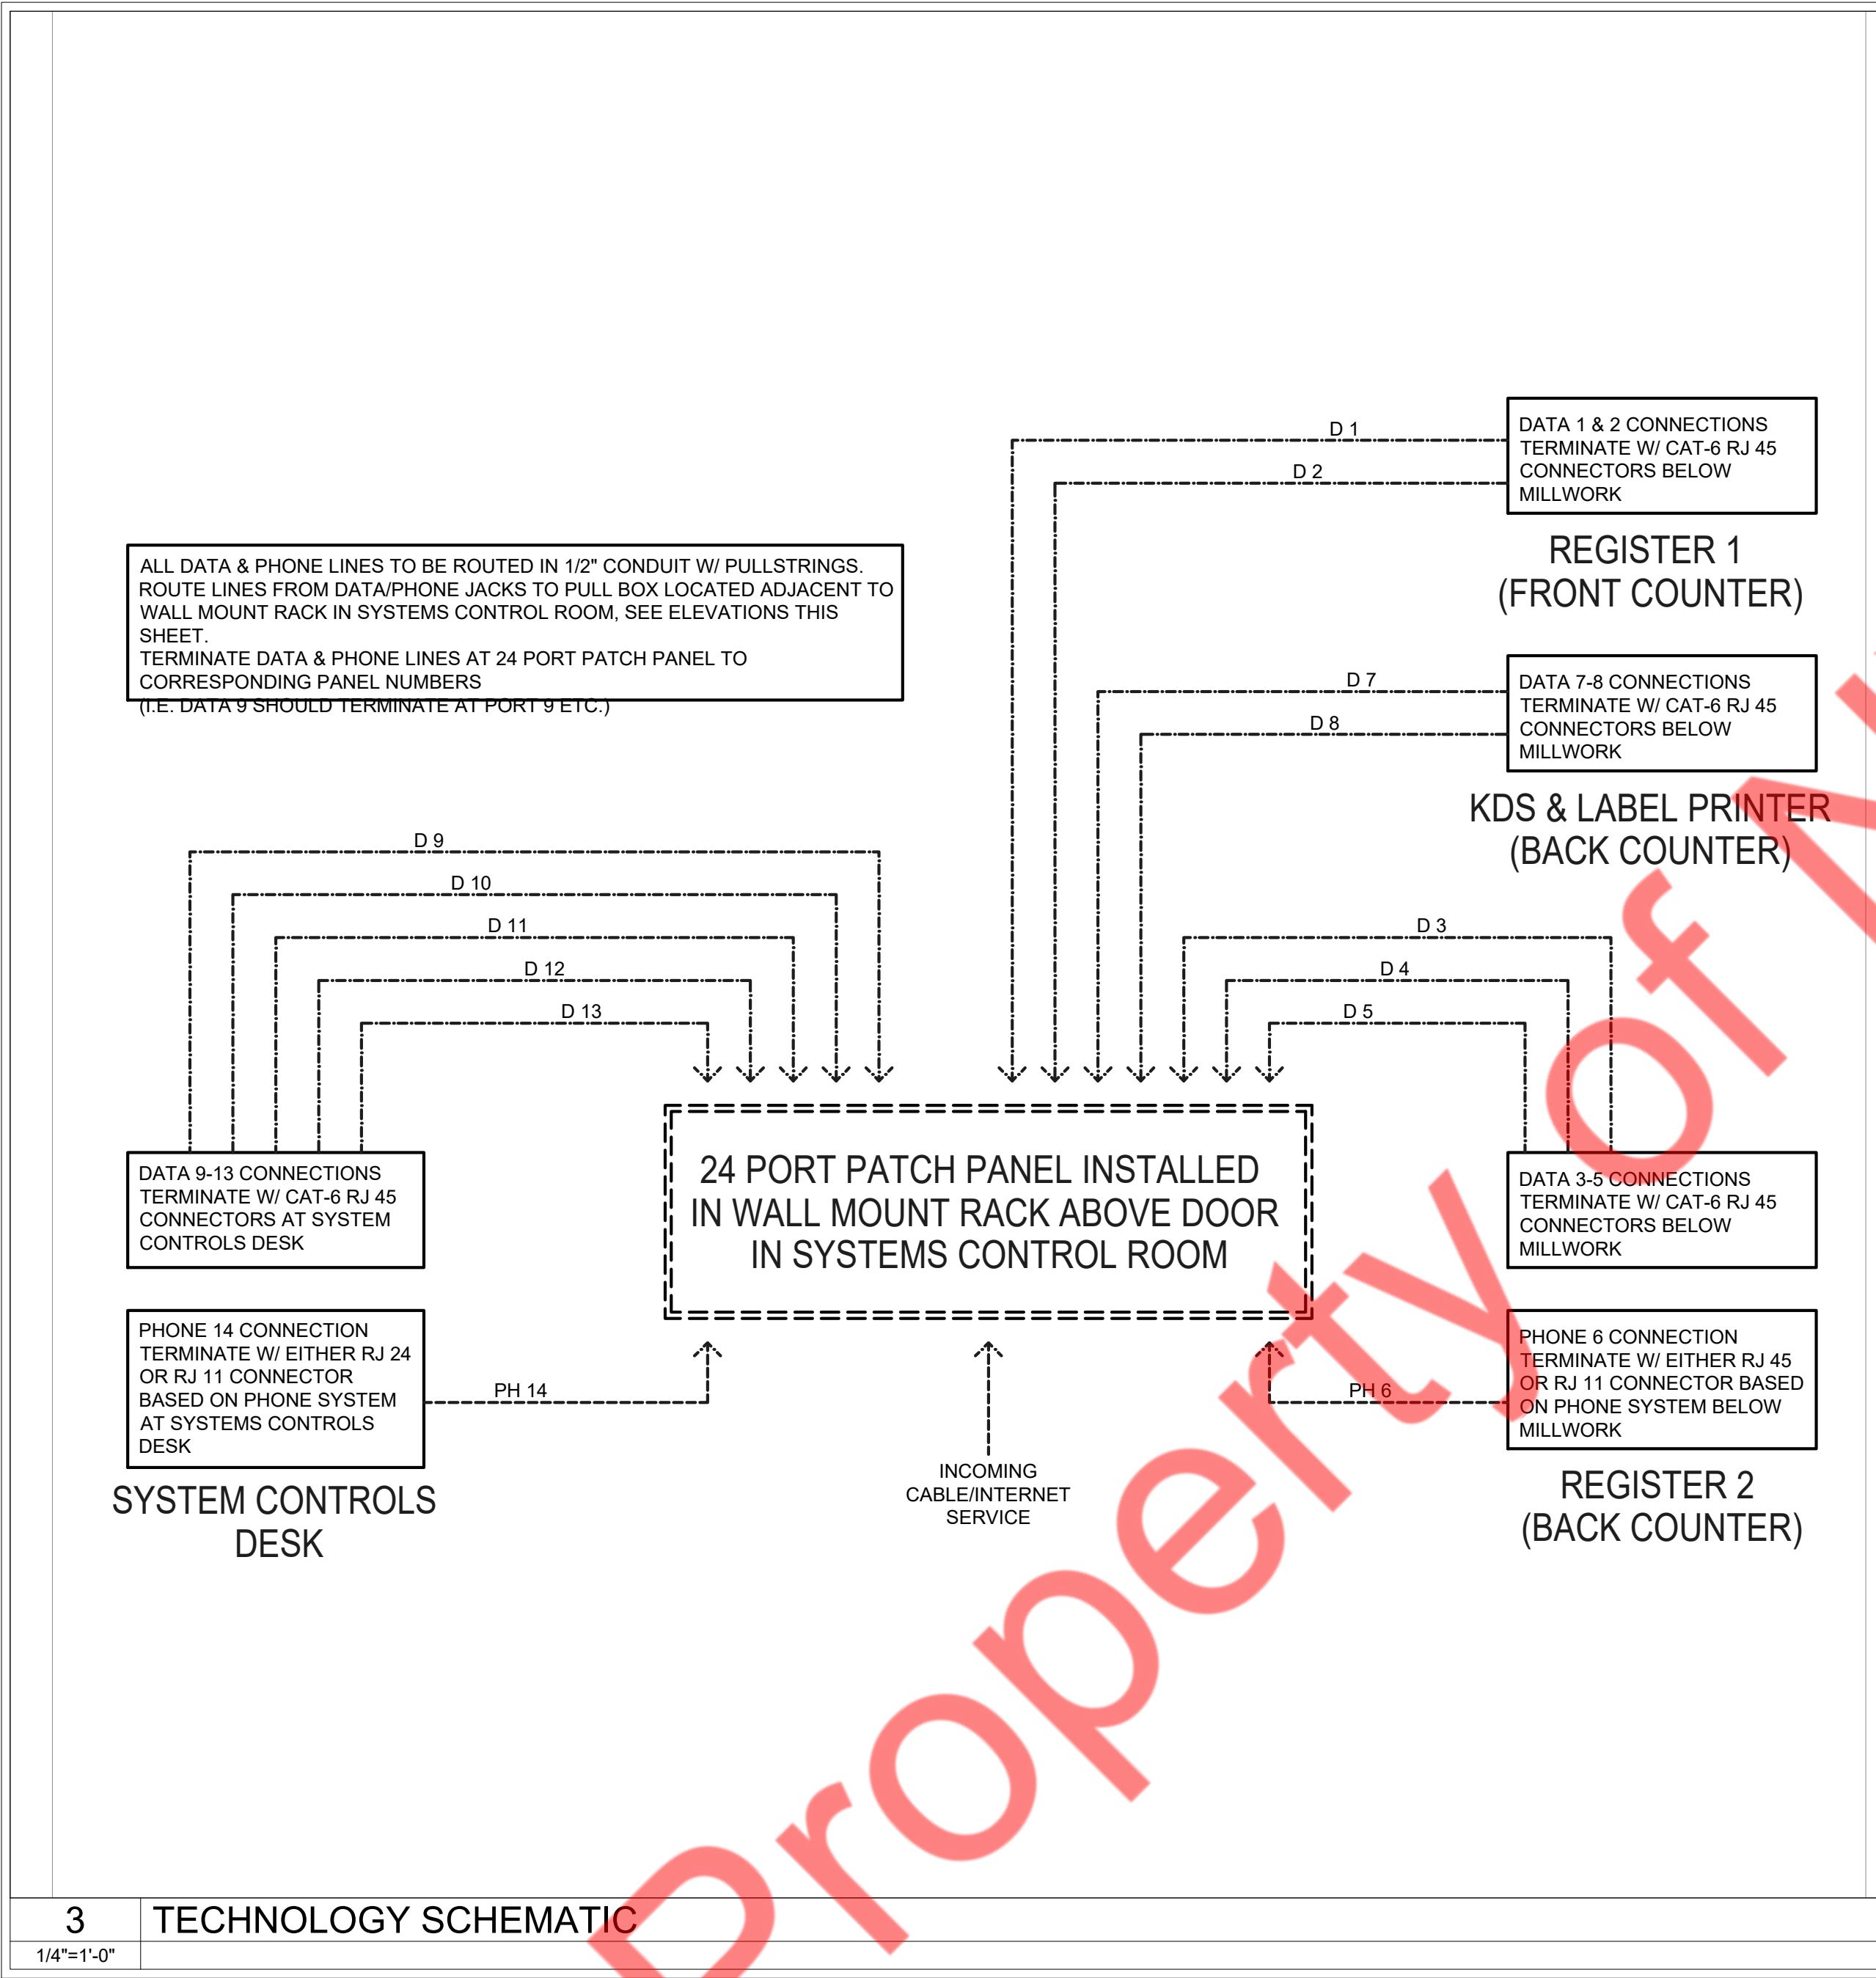 D 1
D 2
DATA 1 & 2 CONNECTIONS
TERMINATE W/ CAT-6 RJ 45
CONNECTORS BELOW
MILLWORK
REGISTER 1
(FRONT COUNTER)
ALL DATA & PHONE LINES TO BE ROUTED IN 1/2" CONDUIT W/ PULLSTRINGS.
ROUTE LINES FROM DATA/PHONE JACKS TO PULL BOX LOCATED ADJACENT TO
WALL MOUNT RACK IN SYSTEMS CONTROL ROOM, SEE ELEVATIONS THIS
SHEET.
TERMINATE DATA & PHONE LINES AT 24 PORT PATCH PANEL TO
CORRESPONDING PANEL NUMBERS
(I.E. DATA 9 SHOULD TERMINATE AT PORT 9 ETC.)
D 7
D 8
DATA 7-8 CONNECTIONS
TERMINATE W/ CAT-6 RJ 45
CONNECTORS BELOW
MILLWORK
KDS & LABEL PRINTER
(BACK COUNTER)
D 9
D 10
D 11
D 12
D 13
D 3
D 4
D 5
DATA 9-13 CONNECTIONS
TERMINATE W/ CAT-6 RJ 45
CONNECTORS AT SYSTEM
CONTROLS DESK
24 PORT PATCH PANEL INSTALLED
IN WALL MOUNT RACK ABOVE DOOR
IN SYSTEMS CONTROL ROOM
DATA 3-5 CONNECTIONS
TERMINATE W/ CAT-6 RJ 45
CONNECTORS BELOW
MILLWORK
PHONE 14 CONNECTION
TERMINATE W/ EITHER RJ 24
OR RJ 11 CONNECTOR
BASED ON PHONE SYSTEM
AT SYSTEMS CONTROLS
DESK
PH 14
SYSTEM CONTROLS
DESK
INCOMING
CABLE/INTERNET
SERVICE
PH 6
PHONE 6 CONNECTION
TERMINATE W/ EITHER RJ 45
OR RJ 11 CONNECTOR BASED
ON PHONE SYSTEM BELOW
MILLWORK
REGISTER 2
(BACK COUNTER)
Property of
3
TECHNOLOGY SCHEMATIC
1/4"=1'-0"